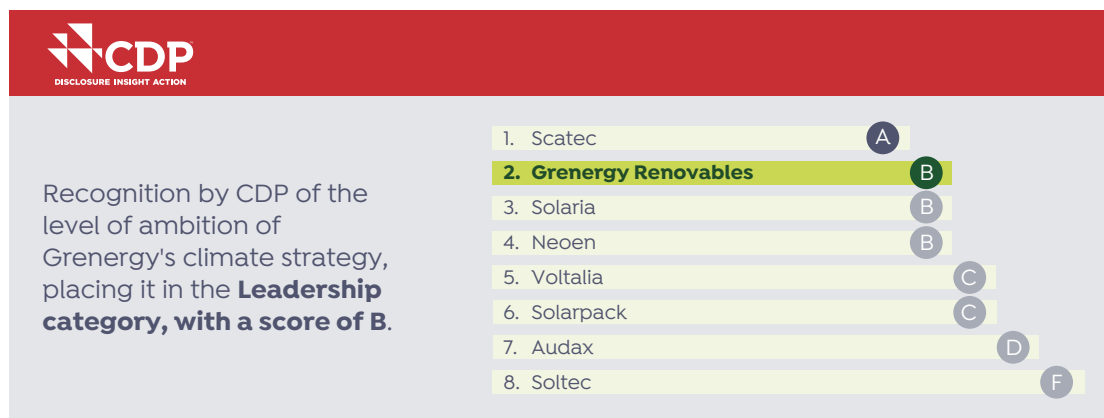 CDP
DISCLOSURE INSIGHT ACTION
Recognition by CDP of the
level of ambition of
Grenergy's climate strategy,
placing it in the Leadership
category, with a score of B.
1. Scatec A
2. Grenergy Renovables B
3. Solaria B
4. Neoen B
5. Voltalia C
6. Solarpack C
7. Audax D
8. Soltec F